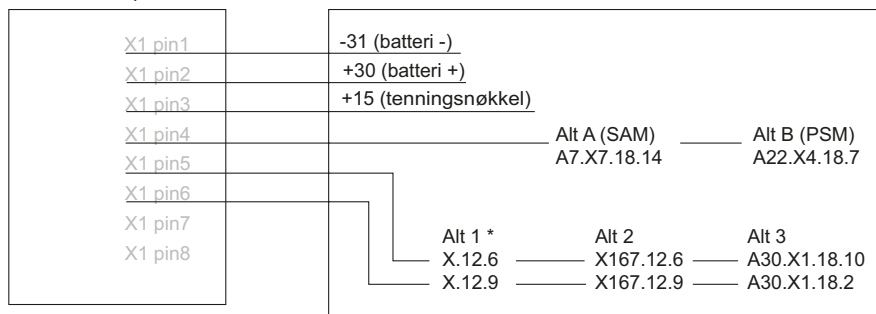 X1 pin1 -31 (batteri -)
X1 pin2 +30 (batteri +)
X1 pin3 +15 (tenningsnøkkel)
X1 pin4 Alt A (SAM) Alt B (PSM)
A7.X7.18.14 A22.X4.18.7
X1 pin5
X1 pin6
X1 pin7
X1 pin8
Alt 1 * Alt 2 Alt 3
X.12.6 X167.12.6 A30.X1.18.10
X.12.9 X167.12.9 A30.X1.18.2